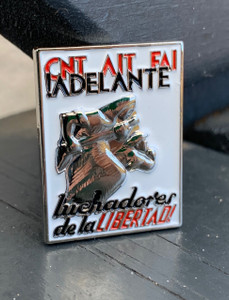 CNT AIT FAI
¡ADELANTE
luchadores
de la LIBERTAD!